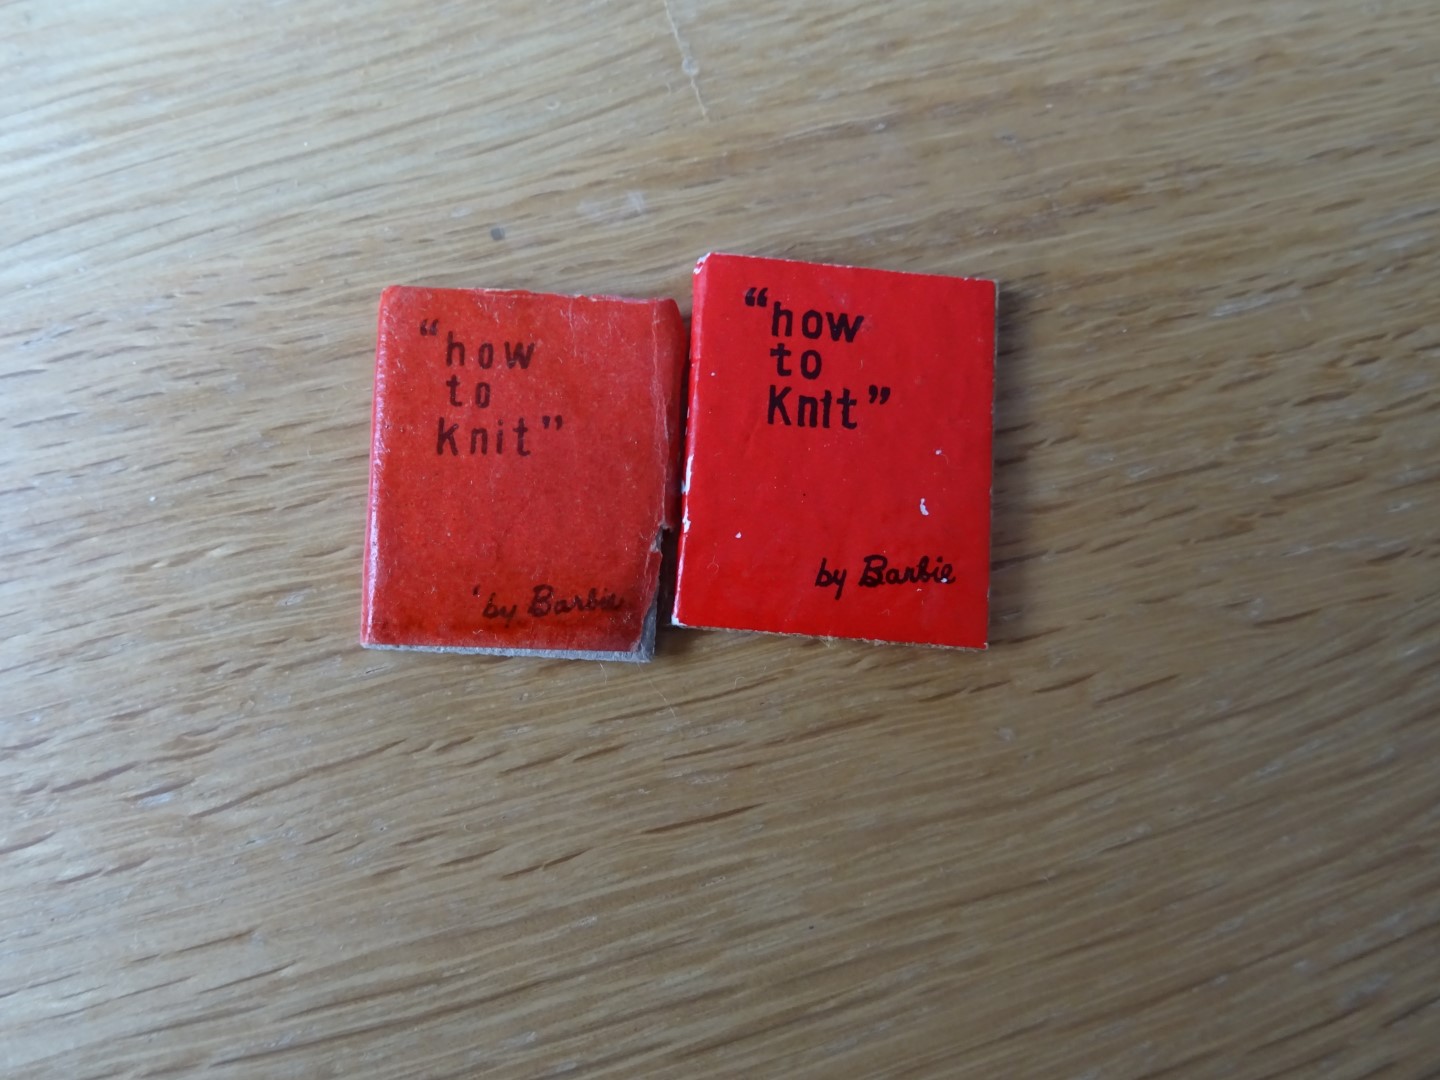 “how
to
knit”
'by Barbie
“how
to
Knit”
by Barbie